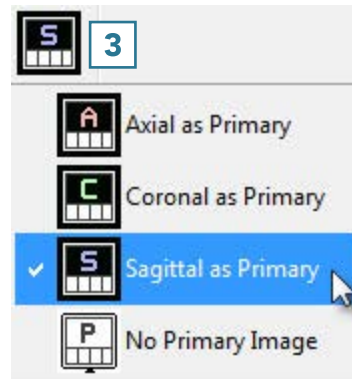 S 3
A Axial as Primary
C Coronal as Primary
S Sagittal as Primary
P No Primary Image